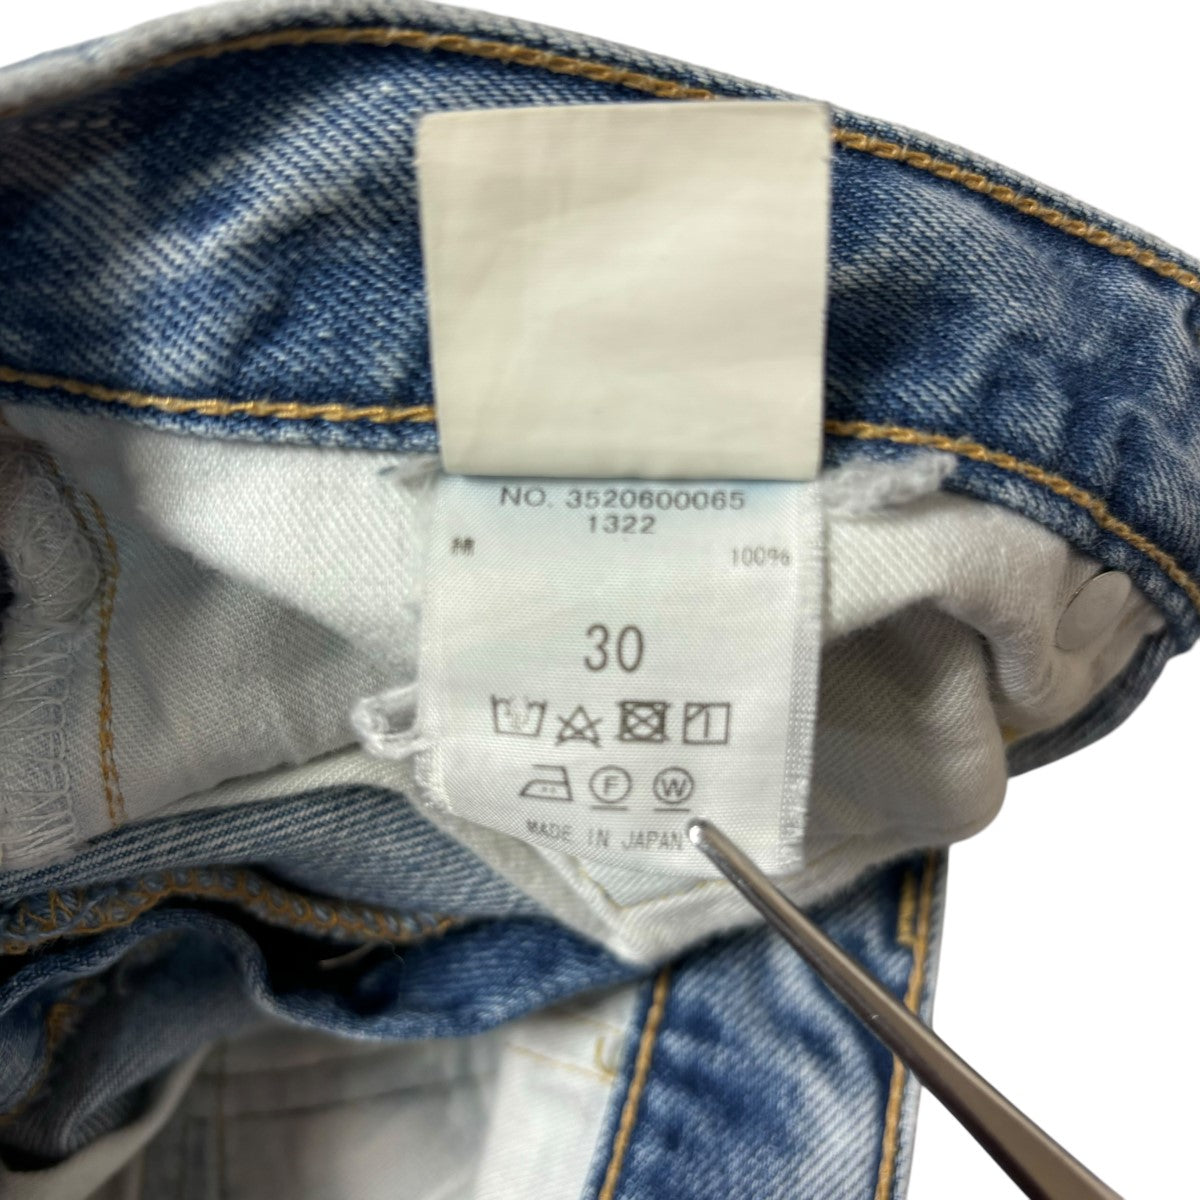 NO. 3520600065
1322
綿 100%
30
F W
MADE IN JAPAN